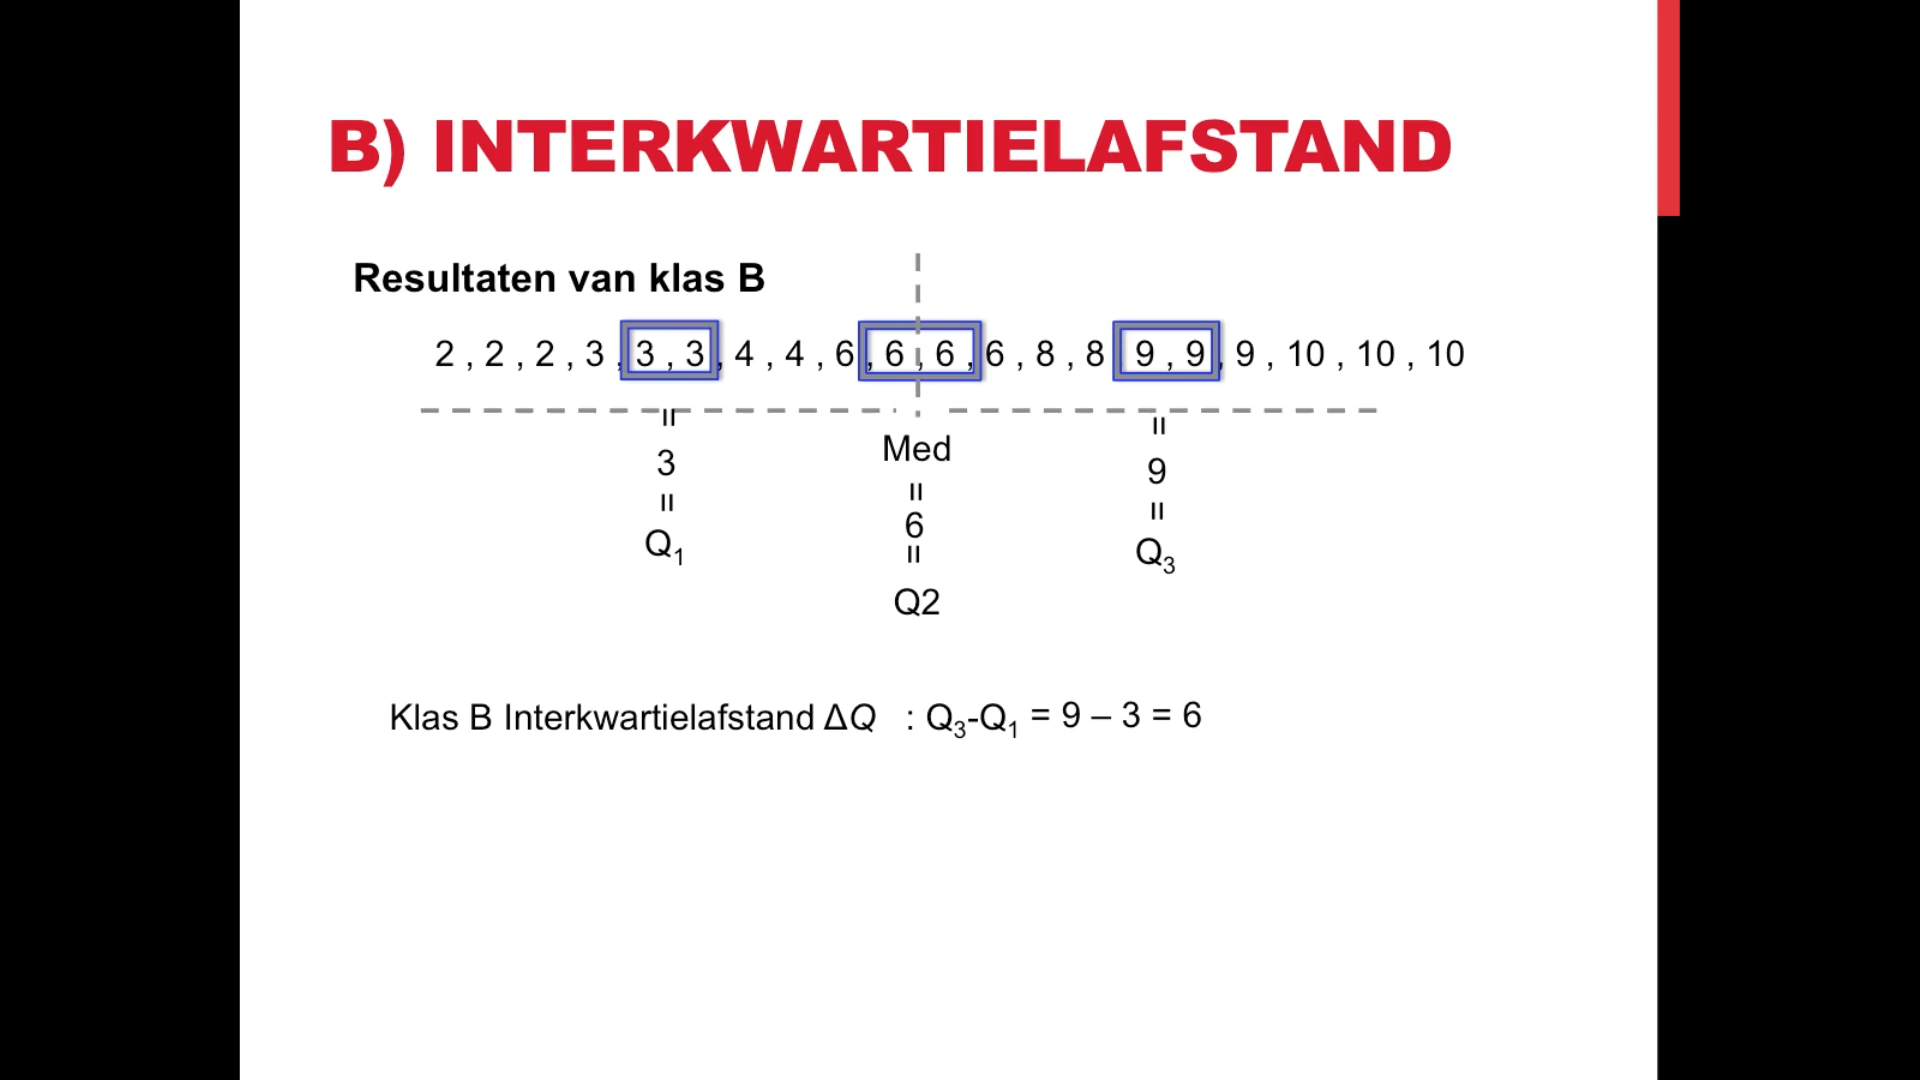 B) INTERKWARTIELAFSTAND
Resultaten van klas B
2 , 2 , 2 , 3 , 3 , 3 , 4 , 4 , 6 , 6 , 6 , 6 , 8 , 8 9 , 9 , 9 , 10 , 10 , 10
= = 
3 Med 9
= = =
Q1 6 Q3
=
Q2
Klas B Interkwartielafstand ΔQ : Q3-Q1 = 9 – 3 = 6